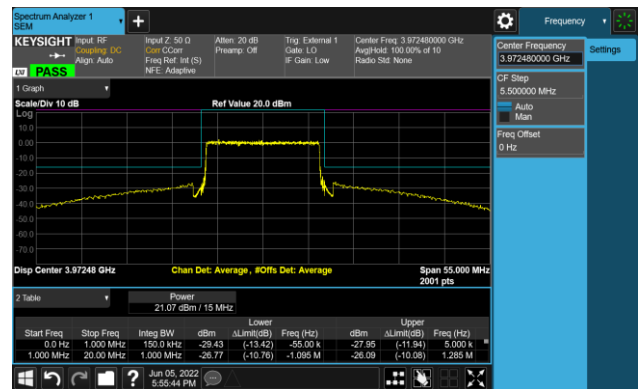 Spectrum Analyzer 1
SEM
+
Frequency
KEYSIGHT
Input: RF
Coupling: DC
Align: Auto
Input Z: 50 Ω
Corr CCorr
Freq Ref: Int (S)
NFE: Adaptive
Atten: 20 dB
Preamp: Off
Trig: External 1
Gate: LO
IF Gain: Low
Center Freq: 3.972480000 GHz
Avg|Hold: 100.00% of 10
Radio Std: None
LXI PASS
Center Frequency
3.972480000 GHz
Settings
CF Step
5.500000 MHz
Auto
Man
Freq Offset
0 Hz
1 Graph
Scale/Div 10 dB
Ref Value 20.0 dBm
Log
10.0
0.00
-10.0
-20.0
-30.0
-40.0
-50.0
-60.0
-70.0
Disp Center 3.97248 GHz
Chan Det: Average , #Offs Det: Average
Span 55.000 MHz
2001 pts
2 Table
Power
21.07 dBm / 15 MHz
Lower Upper
Start Freq Stop Freq Integ BW dBm ΔLimit(dB) Freq (Hz) dBm ΔLimit(dB) Freq (Hz)
0.0 Hz 1.000 MHz 150.0 kHz -29.43 (-13.42) -55.00 k -27.95 (-11.94) 5.000 k
1.000 MHz 20.00 MHz 1.000 MHz -26.77 (-10.76) -1.095 M -26.09 (-10.08) 1.285 M
?
Jun 05, 2022
5:55:44 PM